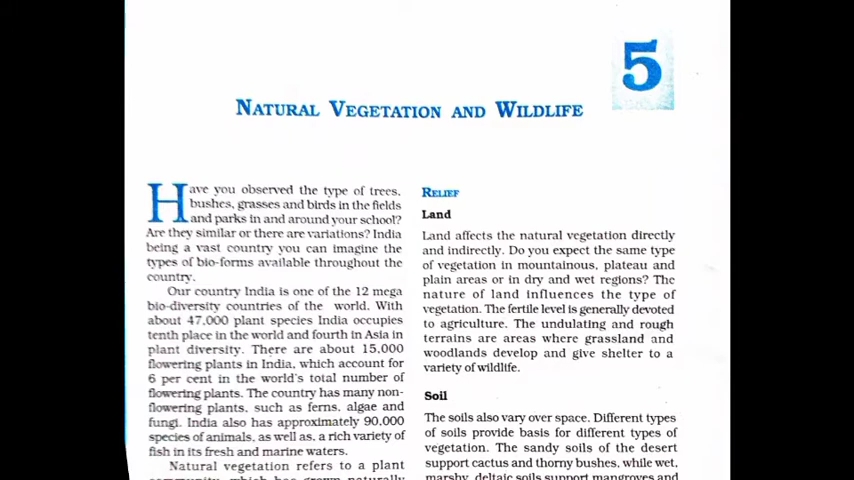 5
NATURAL VEGETATION AND WILDLIFE
Have you observed the type of trees,
bushes, grasses and birds in the fields
and parks in and around your school?
Are they similar or there are variations? India
being a vast country you can imagine the
types of bio-forms available throughout the
country.
Our country India is one of the 12 mega
bio-diversity countries of the world. With
about 47,000 plant species India occupies
tenth place in the world and fourth in Asia in
plant diversity. There are about 15,000
flowering plants in India, which account for
6 per cent in the world's total number of
flowering plants. The country has many non-
flowering plants, such as ferns, algae and
fungi. India also has approximately 90,000
species of animals, as well as, a rich variety of
fish in its fresh and marine waters.
Natural vegetation refers to a plant
community, which has grown naturally
RELIEF
Land
Land affects the natural vegetation directly
and indirectly. Do you expect the same type
of vegetation in mountainous, plateau and
plain areas or in dry and wet regions? The
nature of land influences the type of
vegetation. The fertile level is generally devoted
to agriculture. The undulating and rough
terrains are areas where grassland and
woodlands develop and give shelter to a
variety of wildlife.
Soil
The soils also vary over space. Different types
of soils provide basis for different types of
vegetation. The sandy soils of the desert
support cactus and thorny bushes, while wet,
marshy, deltaic soils support mangroves and